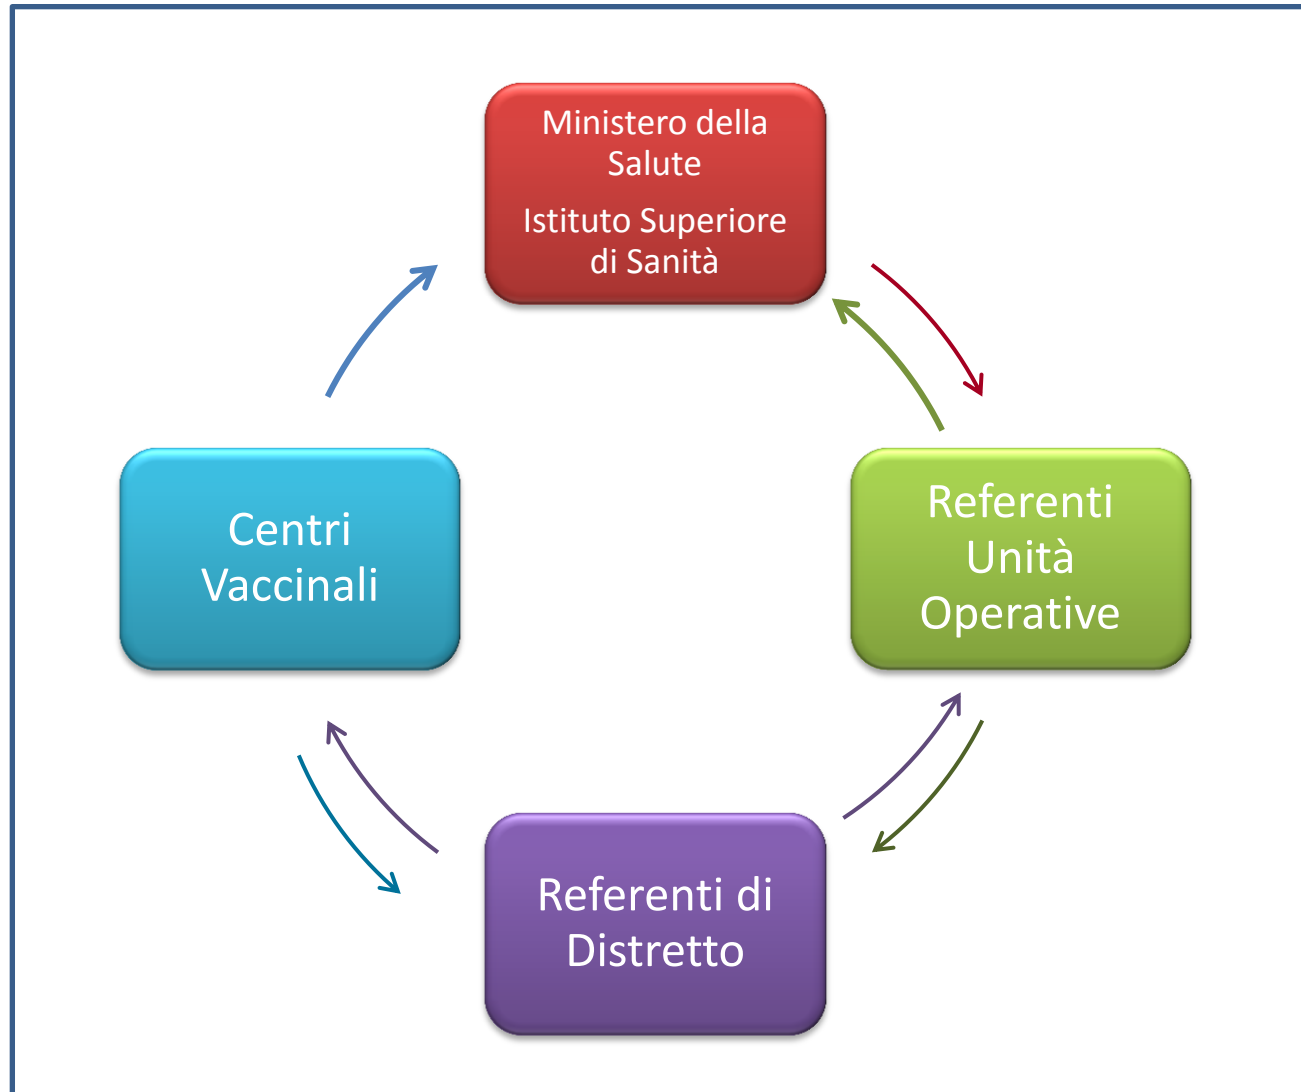 Ministero della
Salute
Istituto Superiore
di Sanità
Centri
Vaccinali
Referenti
Unità
Operative
Referenti di
Distretto